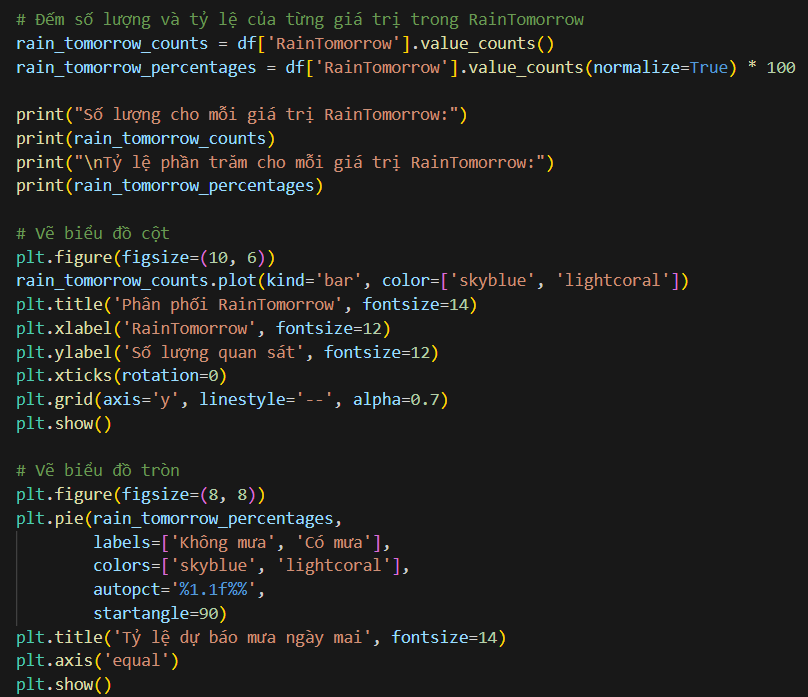 # Đếm số lượng và tỷ lệ của từng giá trị trong RainTomorrow
rain_tomorrow_counts = df['RainTomorrow'].value_counts()
rain_tomorrow_percentages = df['RainTomorrow'].value_counts(normalize=True) * 100

print("Số lượng cho mỗi giá trị RainTomorrow:")
print(rain_tomorrow_counts)
print("\nTỷ lệ phần trăm cho mỗi giá trị RainTomorrow:")
print(rain_tomorrow_percentages)

# Vẽ biểu đồ cột
plt.figure(figsize=(10, 6))
rain_tomorrow_counts.plot(kind='bar', color=['skyblue', 'lightcoral'])
plt.title('Phân phối RainTomorrow', fontsize=14)
plt.xlabel('RainTomorrow', fontsize=12)
plt.ylabel('Số lượng quan sát', fontsize=12)
plt.xticks(rotation=0)
plt.grid(axis='y', linestyle='--', alpha=0.7)
plt.show()

# Vẽ biểu đồ tròn
plt.figure(figsize=(8, 8))
plt.pie(rain_tomorrow_percentages,
        labels=['Không mưa', 'Có mưa'],
        colors=['skyblue', 'lightcoral'],
        autopct='%1.1f%%',
        startangle=90)
plt.title('Tỷ lệ dự báo mưa ngày mai', fontsize=14)
plt.axis('equal')
plt.show()